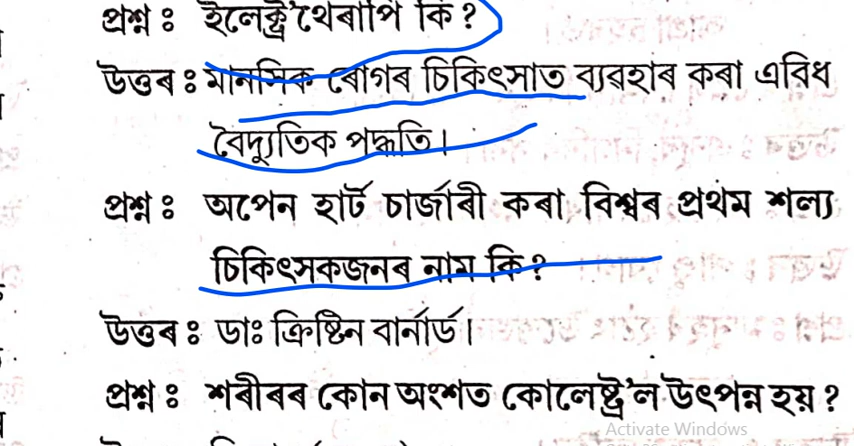 প্ৰশ্ন ঃ ইলেক্ট্ৰ'থেৰাপি কি ?
উত্তৰ ঃ মানসিক ৰোগৰ চিকিৎসাত ব্যৱহাৰ কৰা এবিধ
বৈদ্যুতিক পদ্ধতি।
প্ৰশ্ন ঃ অপেন হাৰ্ট চাৰ্জাৰী কৰা বিশ্বৰ প্ৰথম শল্য
চিকিৎসকজনৰ নাম কি ?
উত্তৰ ঃ ডাঃ ক্ৰিষ্টিন বাৰ্নাৰ্ড।
প্ৰশ্ন ঃ শৰীৰৰ কোন অংশত কোলেষ্ট্ৰ'ল উৎপন্ন হয় ?
Activate Windows